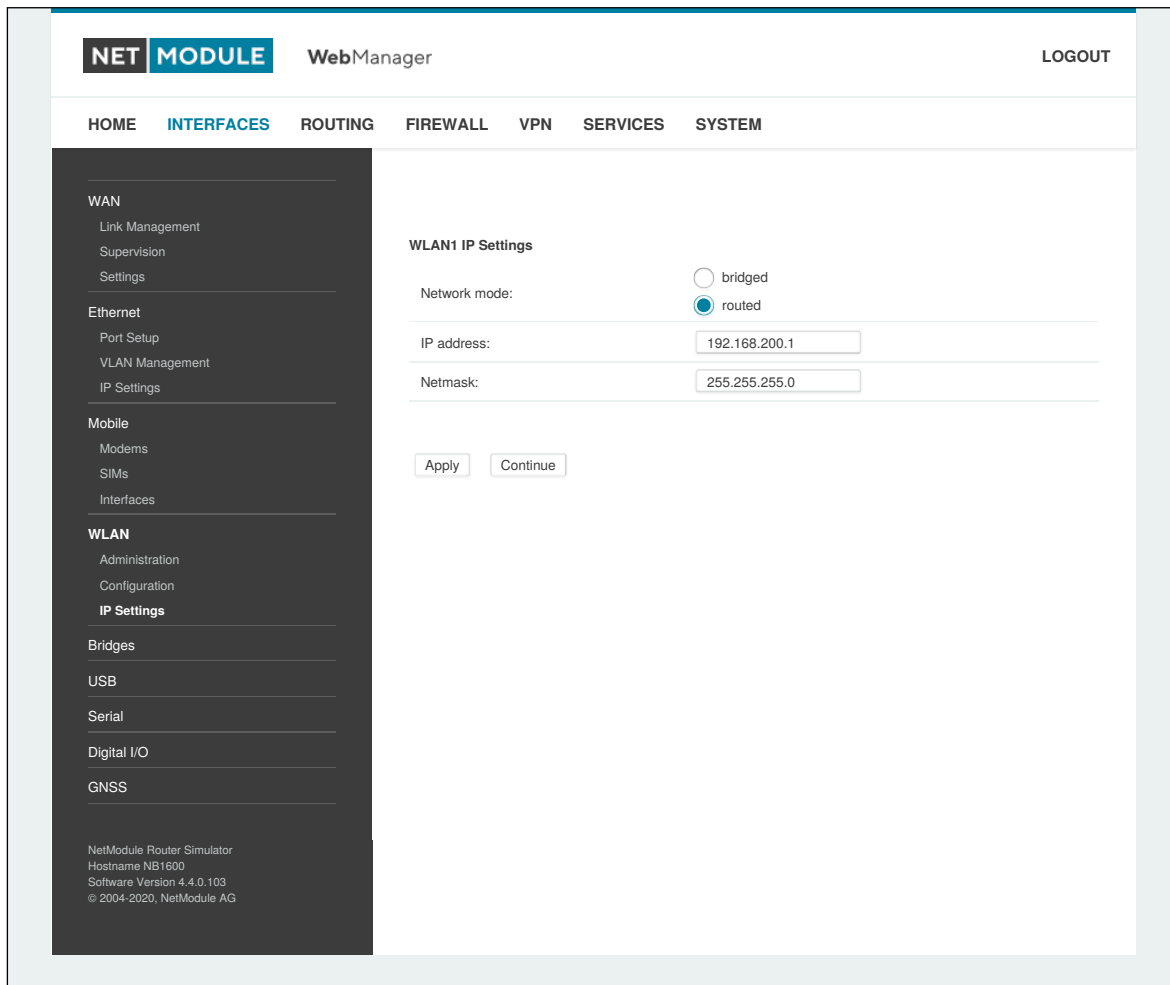 NET MODULE WebManager LOGOUT
HOME INTERFACES ROUTING FIREWALL VPN SERVICES SYSTEM
WAN
Link Management
Supervision
Settings
Ethernet
Port Setup
VLAN Management
IP Settings
Mobile
Modems
SIMs
Interfaces
WLAN
Administration
Configuration
IP Settings
Bridges
USB
Serial
Digital I/O
GNSS
NetModule Router Simulator
Hostname NB1600
Software Version 4.4.0.103
© 2004-2020, NetModule AG
WLAN1 IP Settings
Network mode:
bridged
routed
IP address: 192.168.200.1
Netmask: 255.255.255.0
Apply Continue